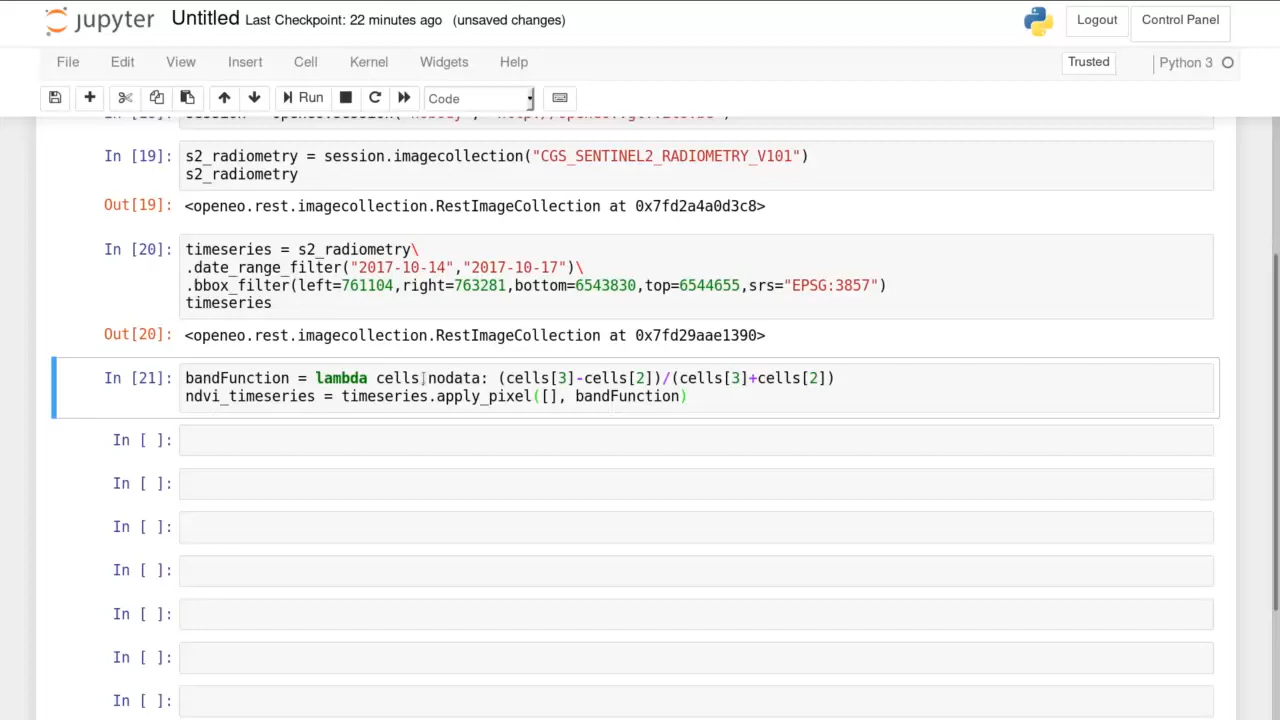 jupyter Untitled Last Checkpoint: 22 minutes ago (unsaved changes) Logout Control Panel
File Edit View Insert Cell Kernel Widgets Help Trusted Python 3
Run Code
In [19]: s2_radiometry = session.imagecollection("CGS_SENTINEL2_RADIOMETRY_V101")
s2_radiometry
Out[19]: <openeo.rest.imagecollection.RestImageCollection at 0x7fd2a4a0d3c8>
In [20]: timeseries = s2_radiometry\
.date_range_filter("2017-10-14","2017-10-17")\
.bbox_filter(left=761104,right=763281,bottom=6543830,top=6544655,srs="EPSG:3857")
timeseries
Out[20]: <openeo.rest.imagecollection.RestImageCollection at 0x7fd29aae1390>
In [21]: bandFunction = lambda cells,nodata: (cells[3]-cells[2])/(cells[3]+cells[2])
ndvi_timeseries = timeseries.apply_pixel([], bandFunction)
In [ ]:
In [ ]:
In [ ]:
In [ ]:
In [ ]:
In [ ]:
In [ ]: